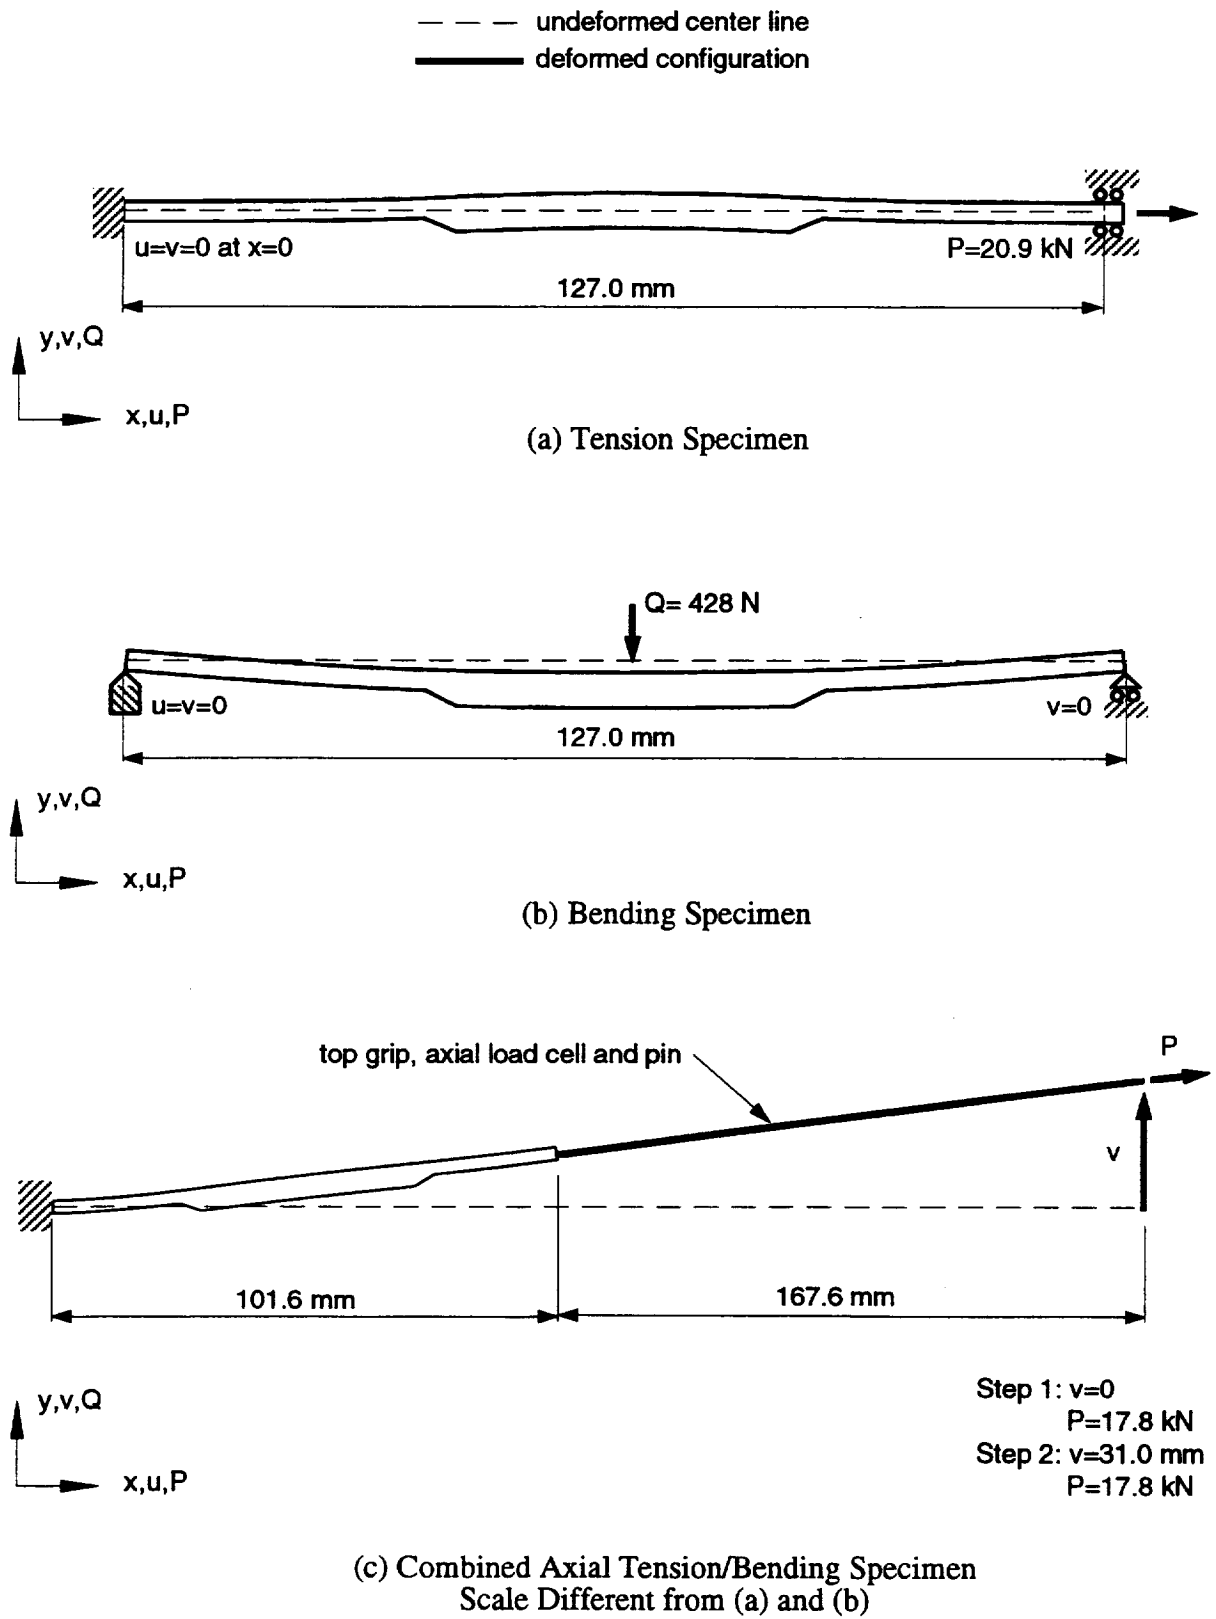 undeformed center line
deformed configuration
u=v=0 at x=0
P=20.9 kN
127.0 mm
y,v,Q
x,u,P
(a) Tension Specimen
Q= 428 N
u=v=0
v=0
127.0 mm
y,v,Q
x,u,P
(b) Bending Specimen
top grip, axial load cell and pin
P
v
101.6 mm
167.6 mm
y,v,Q
x,u,P
Step 1: v=0
P=17.8 kN
Step 2: v=31.0 mm
P=17.8 kN
(c) Combined Axial Tension/Bending Specimen
Scale Different from (a) and (b)